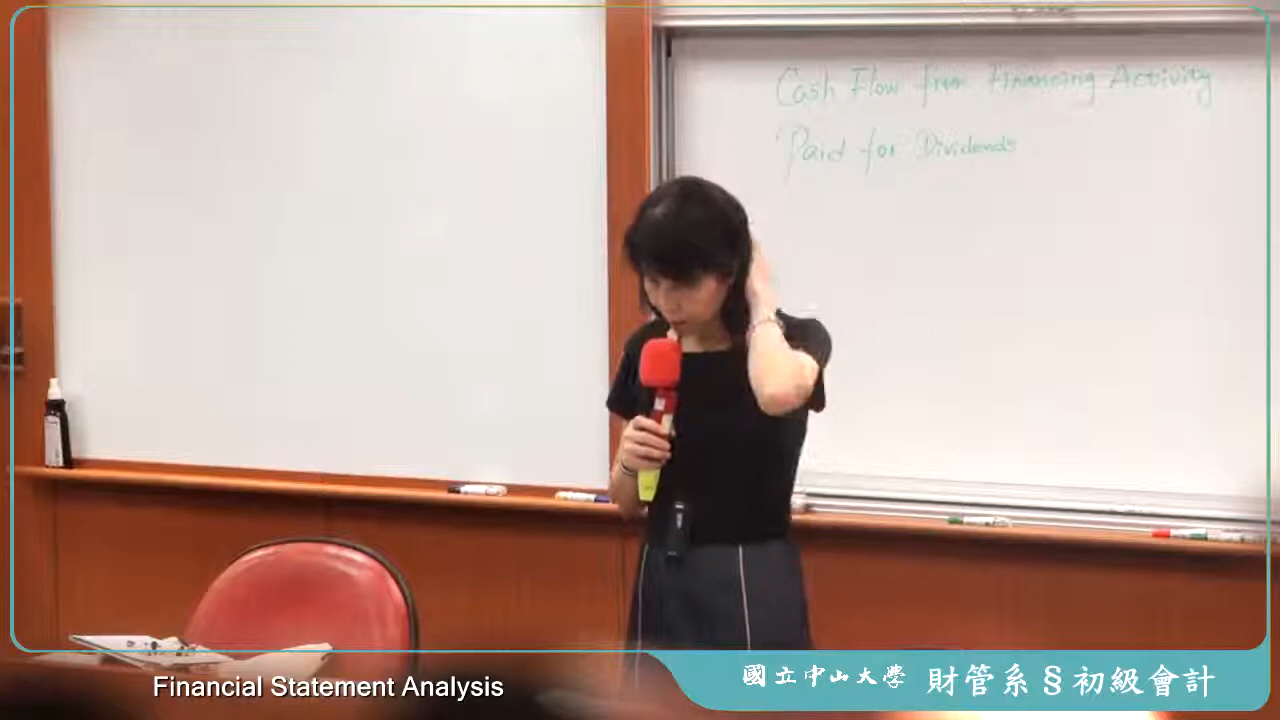 Cash Flow from Financing Activity
Paid for Dividends
Financial Statement Analysis
國立中山大學 財管系§初級會計